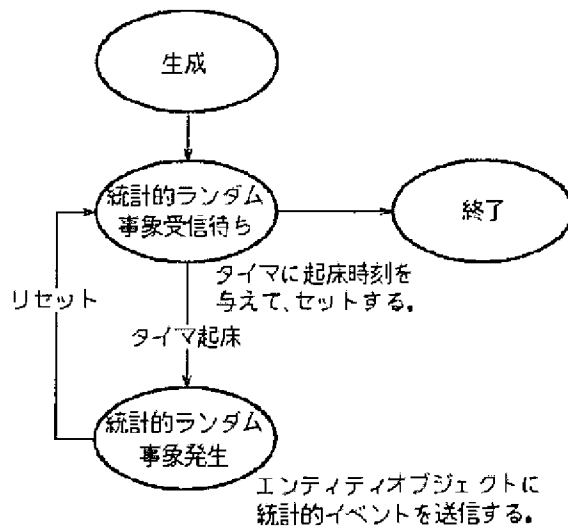 生成
統計的ランダム
事象受信待ち
終了
タイマに起床時刻を
与えて、セットする。
リセット
タイマ起床
統計的ランダム
事象発生
エンティティオブジェクトに
統計的イベントを送信する。